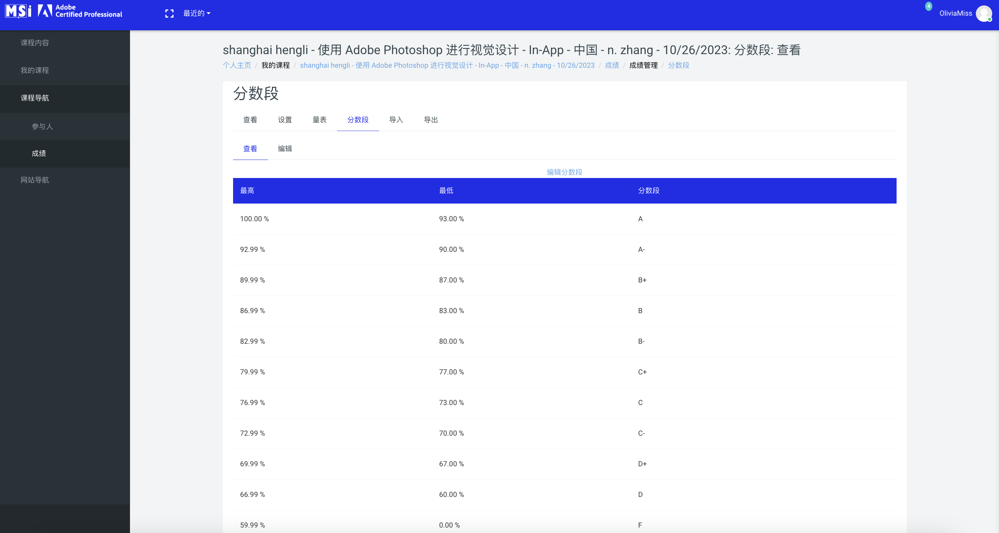 MSi Adobe Certified Professional
最近的
4
OliviaMiss
课程内容
我的课程
课程导航
参与人
成绩
网站导航
shanghai hengli - 使用 Adobe Photoshop 进行视觉设计 - In-App - 中国 - n. zhang - 10/26/2023: 分数段: 查看
个人主页 / 我的课程 / shanghai hengli - 使用 Adobe Photoshop 进行视觉设计 - In-App - 中国 - n. zhang - 10/26/2023 / 成绩 / 成绩管理 / 分数段
分数段
查看 设置 量表 分数段 导入 导出
查看 编辑
编辑分数段
最高 最低 分数段
100.00 % 93.00 % A
92.99 % 90.00 % A-
89.99 % 87.00 % B+
86.99 % 83.00 % B
82.99 % 80.00 % B-
79.99 % 77.00 % C+
76.99 % 73.00 % C
72.99 % 70.00 % C-
69.99 % 67.00 % D+
66.99 % 60.00 % D
59.99 % 0.00 % F